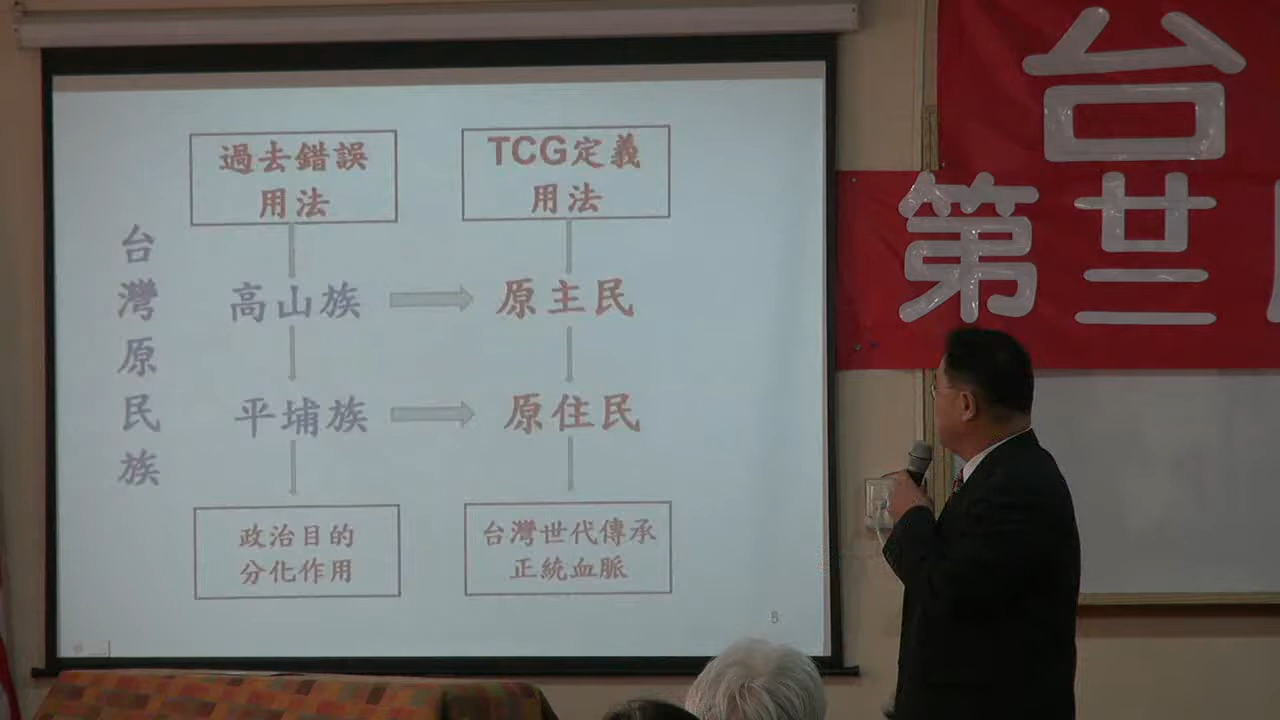 台灣原民族
過去錯誤
用法
高山族
平埔族
政治目的
分化作用
TCG定義
用法
原主民
原住民
台灣世代傳承
正統血脈
台
第廿二